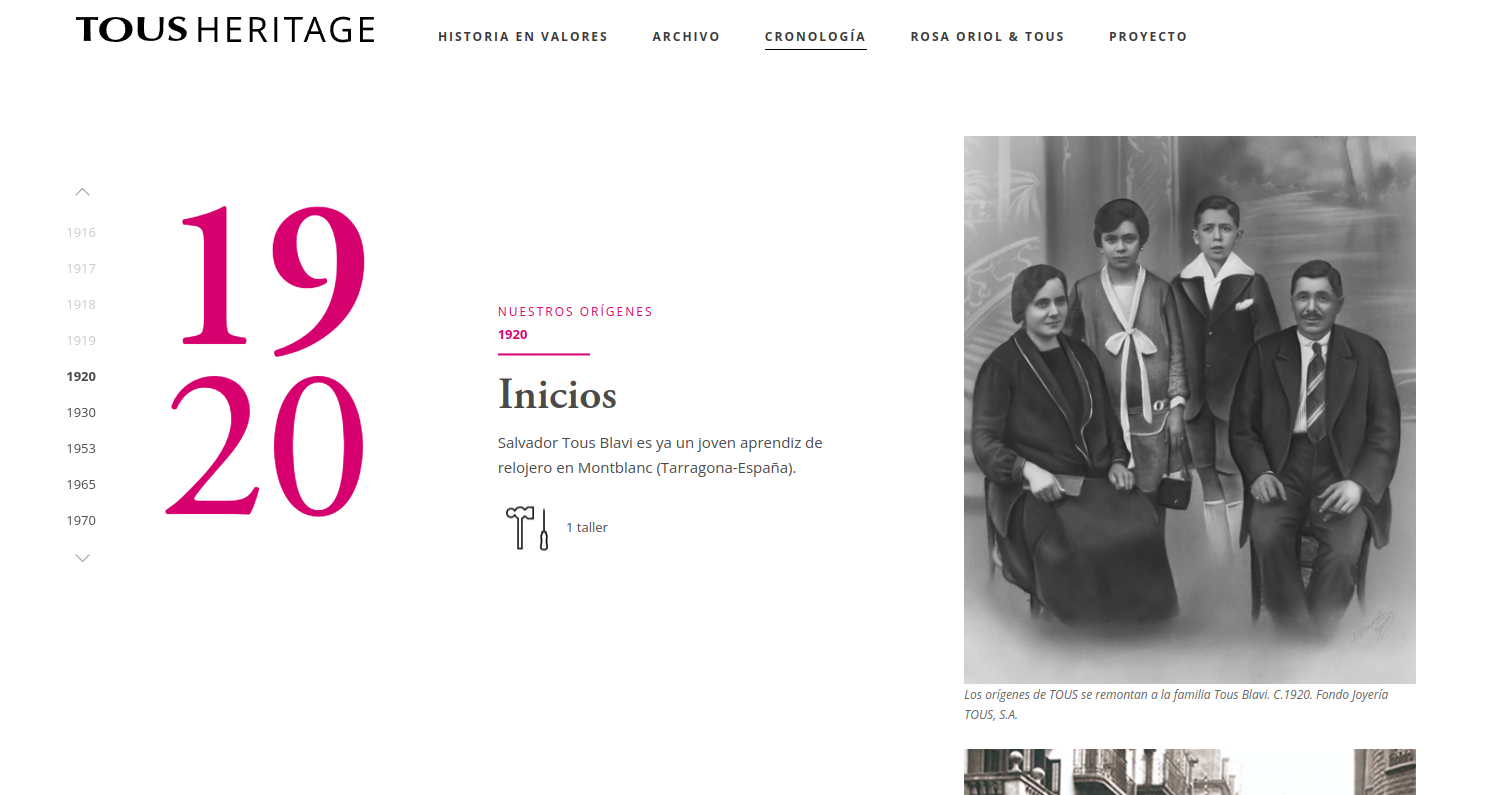 TOUS HERITAGE
HISTORIA EN VALORES
ARCHIVO
CRONOLOGÍA
ROSA ORIOL & TOUS
PROYECTO
1916
1917
1918
1919
1920
1930
1953
1965
1970
19
20
NUESTROS ORÍGENES
1920
Inicios
Salvador Tous Blavi es ya un joven aprendiz de
relojero en Montblanc (Tarragona-España).
1 taller
Los orígenes de TOUS se remontan a la familia Tous Blavi. C.1920. Fondo Joyería
TOUS, S.A.